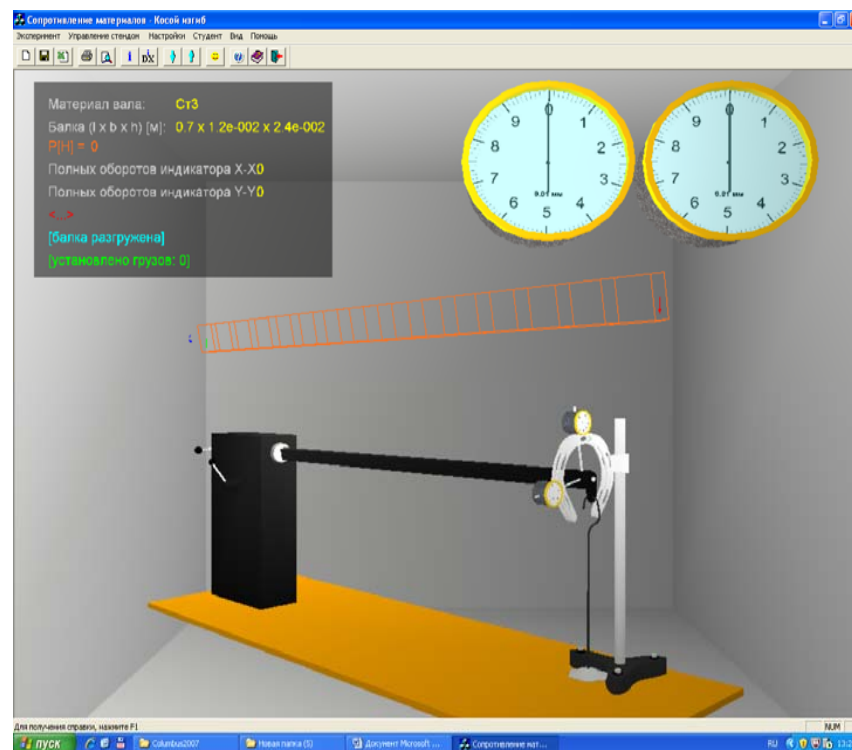 Сопротивление материалов - Косой изгиб
Эксперимент Управление стендом Настройки Студент Вид Помощь
Материал вала: Ст3
Балка (l x b x h) [м]: 0.7 x 1.2e-002 x 2.4e-002
P[H] = 0
Полных оборотов индикатора X-X0
Полных оборотов индикатора Y-Y0
<...>
[балка разгружена]
[установлено грузов: 0]
0 1 2 3 4 5 6 7 8 9
0.01 мм
0 1 2 3 4 5 6 7 8 9
0.01 мм
Для получения справки, нажмите F1
NUM
пуск
Columbus2007
Новая папка (5)
Документ Microsoft ...
Сопротивление мат...
RU